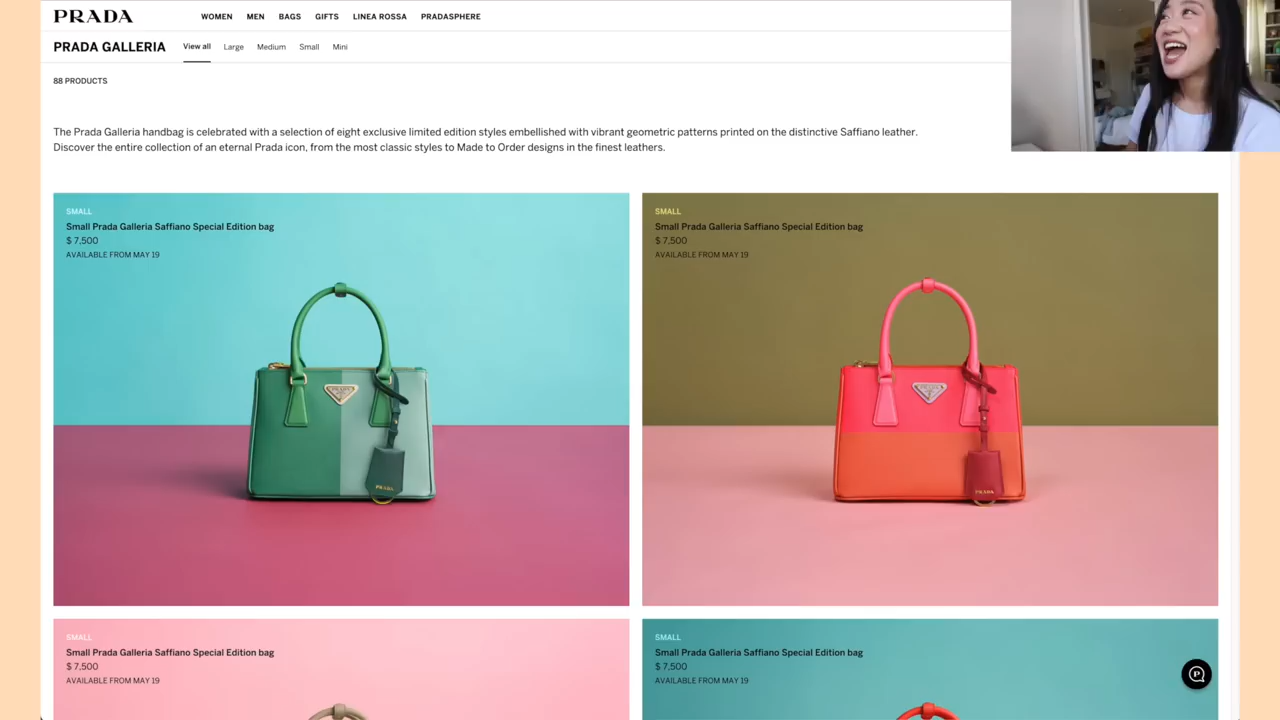 PRADA
WOMEN MEN BAGS GIFTS LINEA ROSSA PRADASPHERE
PRADA GALLERIA View all Large Medium Small Mini
88 PRODUCTS
The Prada Galleria handbag is celebrated with a selection of eight exclusive limited edition styles embellished with vibrant geometric patterns printed on the distinctive Saffiano leather.
Discover the entire collection of an eternal Prada icon, from the most classic styles to Made to Order designs in the finest leathers.
SMALL
Small Prada Galleria Saffiano Special Edition bag
$ 7,500
AVAILABLE FROM MAY 19
PRADA
PRADA
SMALL
Small Prada Galleria Saffiano Special Edition bag
$ 7,500
AVAILABLE FROM MAY 19
PRADA
PRADA
SMALL
Small Prada Galleria Saffiano Special Edition bag
$ 7,500
AVAILABLE FROM MAY 19
SMALL
Small Prada Galleria Saffiano Special Edition bag
$ 7,500
AVAILABLE FROM MAY 19
P